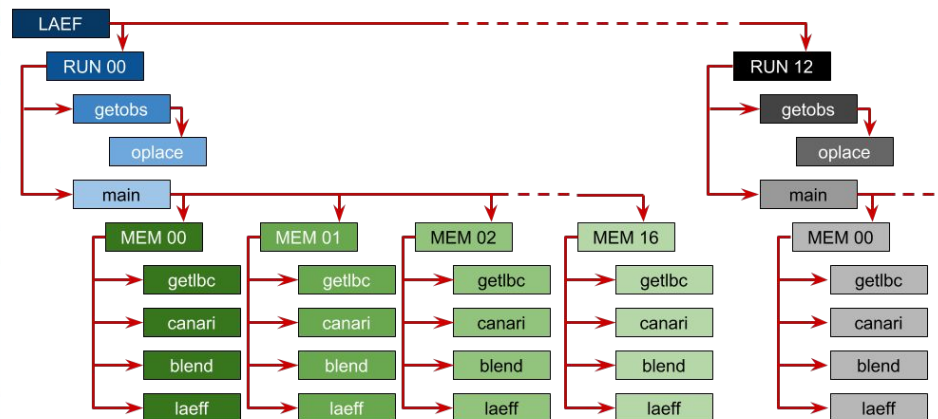 LAEF
RUN 00
RUN 12
getobs
getobs
oplace
oplace
main
main
MEM 00
MEM 01
MEM 02
MEM 16
MEM 00
getlbc
getlbc
getlbc
getlbc
getlbc
canari
canari
canari
canari
canari
blend
blend
blend
blend
blend
laeff
laeff
laeff
laeff
laeff